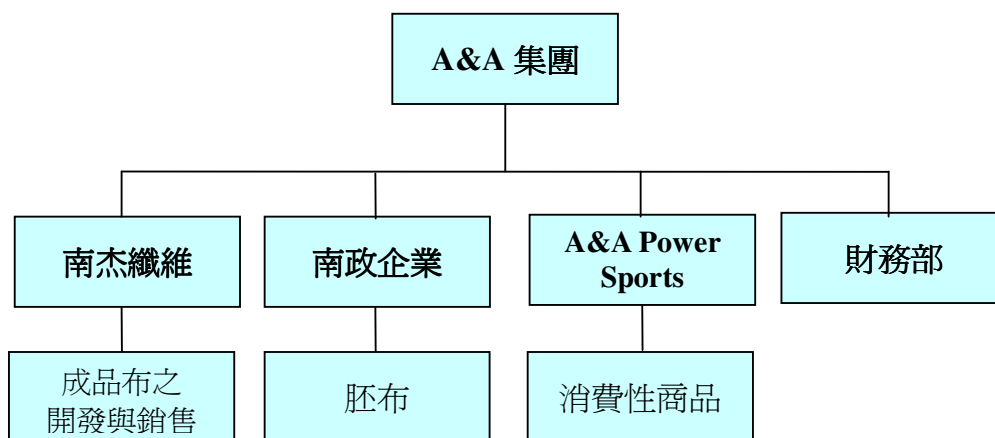 A&A 集團
南杰纖維
南政企業
A&A Power
Sports
財務部
成品布之
開發與銷售
胚布
消費性商品